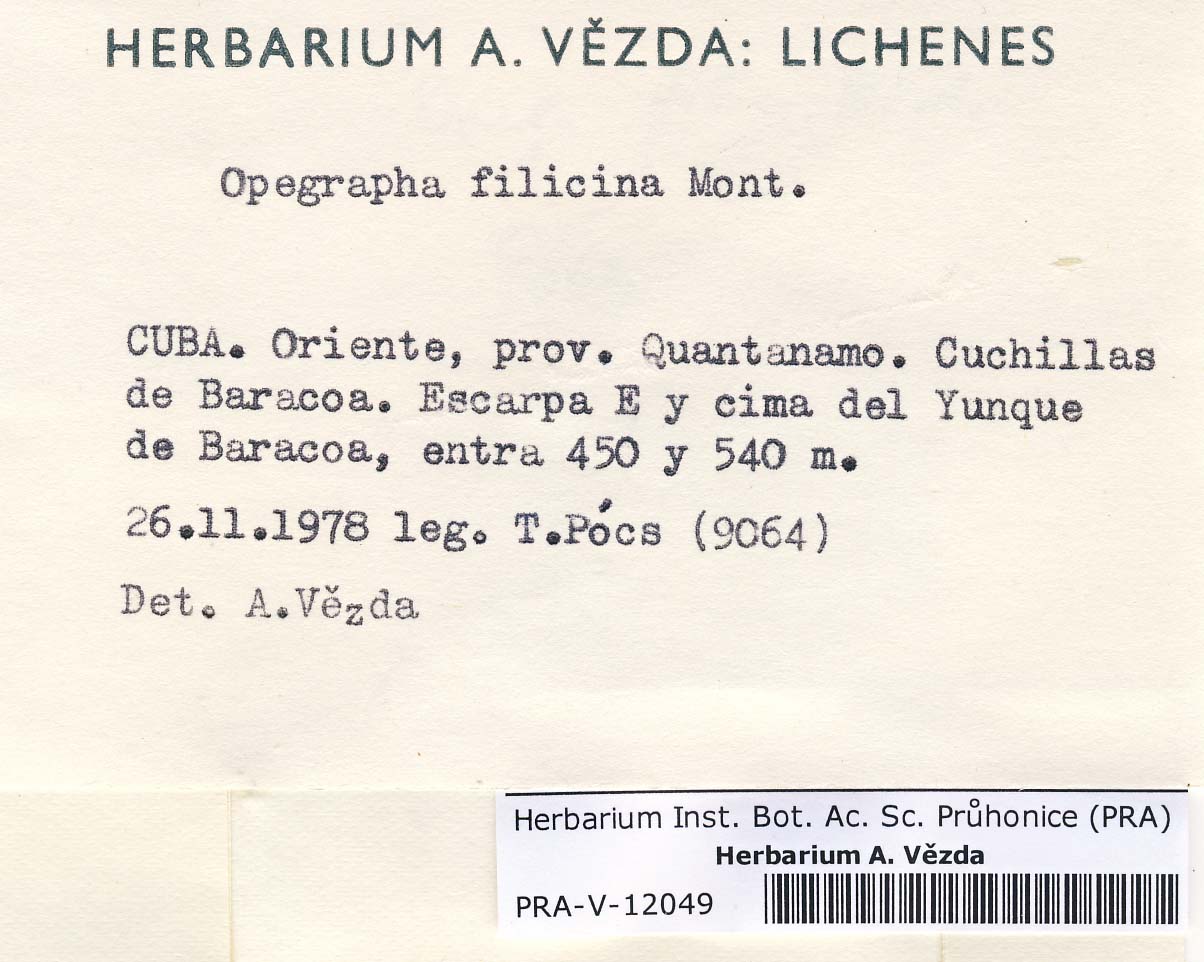 HERBARIUM A. VĚZDA: LICHENES
Opegrapha filicina Mont.
CUBA. Oriente, prov. Quantanamo. Cuchillas
de Baracoa. Escarpa E y cima del Yunque
de Baracoa, entra 450 y 540 m.
26.11.1978 leg. T.Pócs (9064)
Det. A.Vězda
Herbarium Inst. Bot. Ac. Sc. Průhonice (PRA)
Herbarium A. Vězda
PRA-V-12049